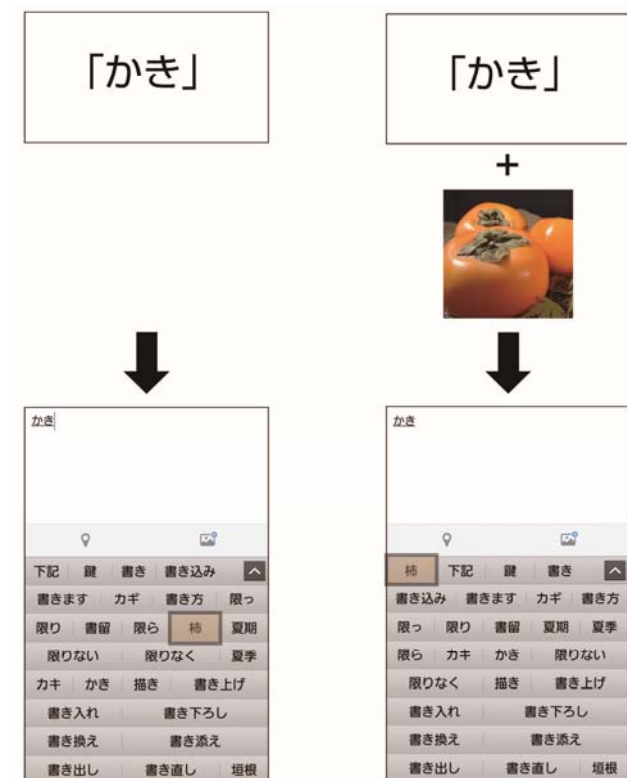 「かき」
かき
下記 鍵 書き 書き込み
書きます カギ 書き方 限っ
限り 書留 限ら 柿 夏期
限りない 限りなく 夏季
カキ かき 描き 書き上げ
書き入れ 書き下ろし
書き換え 書き添え
書き出し 書き直し 垣根
「かき」
+
かき
柿 下記 鍵 書き
書き込み 書きます カギ 書き方
限っ 限り 書留 夏期 夏季
限ら カキ かき 限りない
限りなく 描き 書き上げ
書き入れ 書き下ろし
書き換え 書き添え
書き出し 書き直し 垣根